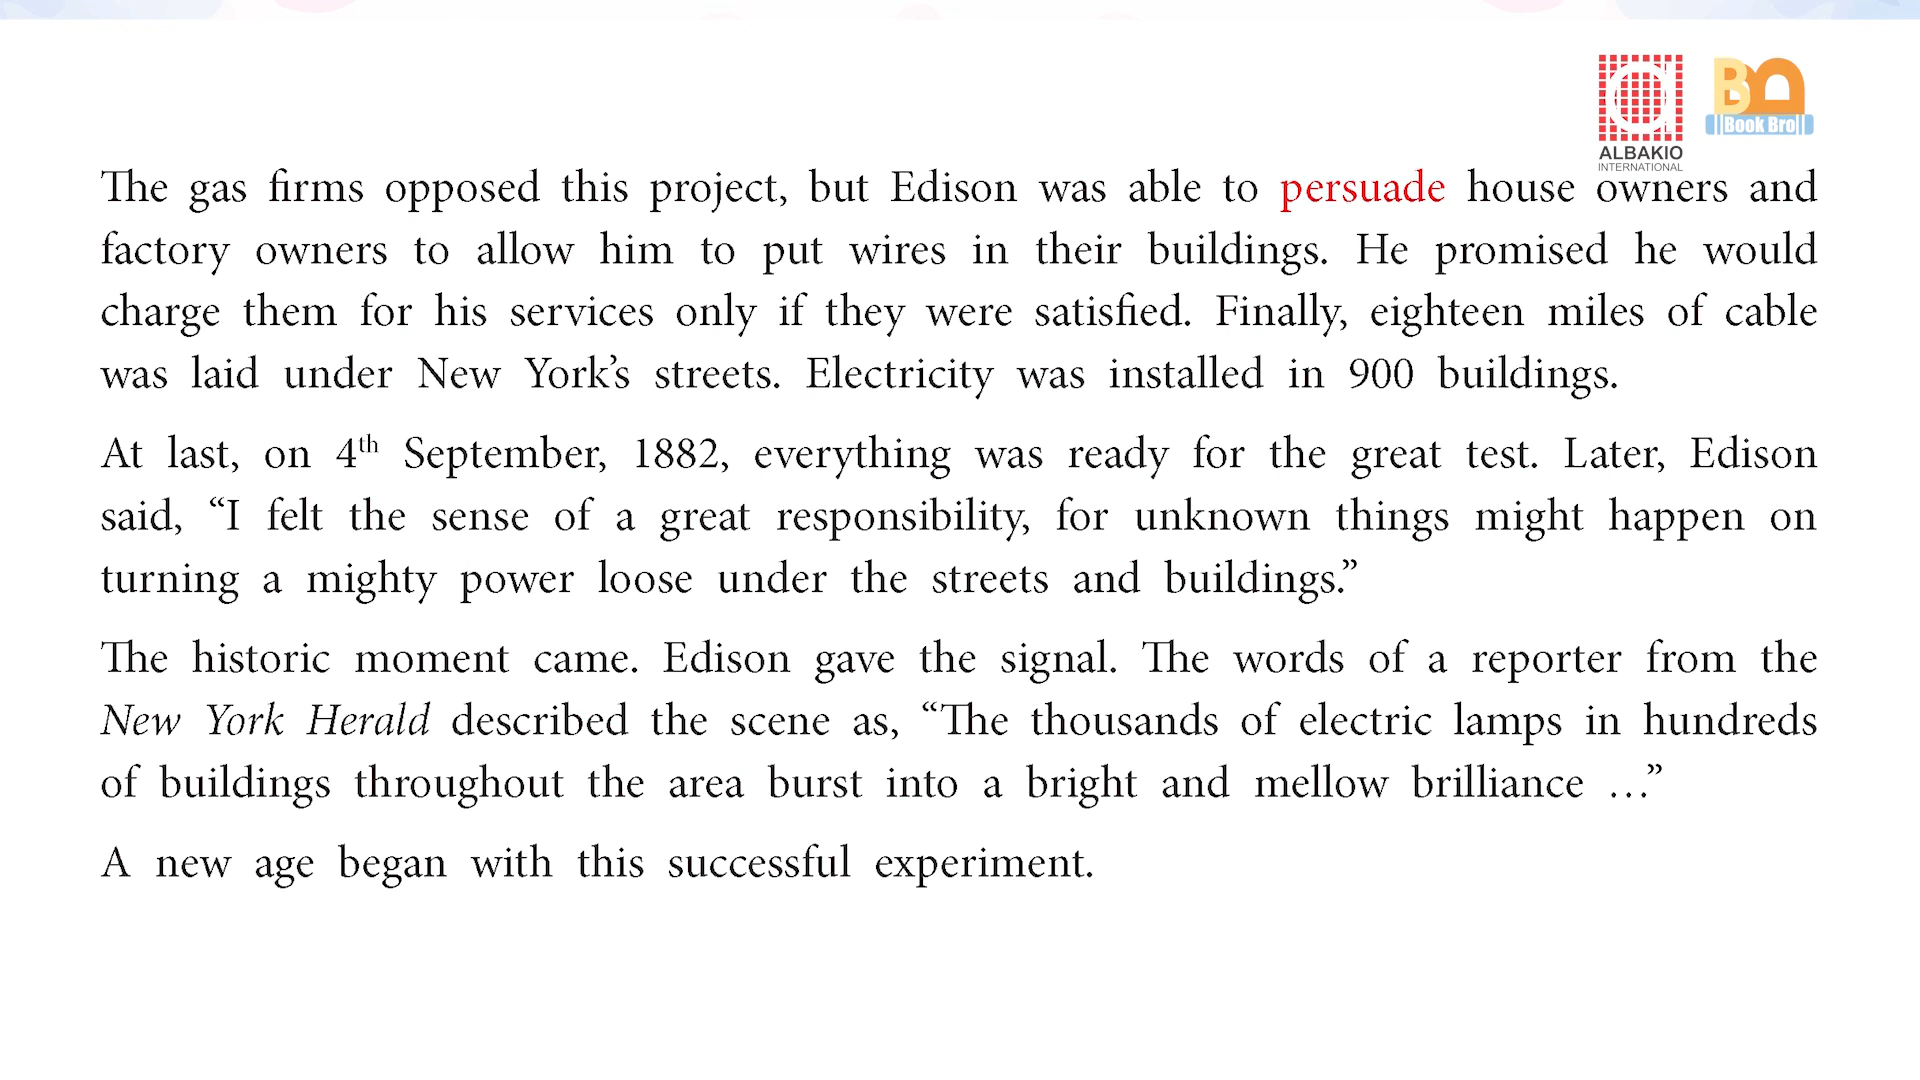 ALBAKIO
INTERNATIONAL
BB
Book Bro
The gas firms opposed this project, but Edison was able to persuade house owners and
factory owners to allow him to put wires in their buildings. He promised he would
charge them for his services only if they were satisfied. Finally, eighteen miles of cable
was laid under New York’s streets. Electricity was installed in 900 buildings.
At last, on 4th September, 1882, everything was ready for the great test. Later, Edison
said, “I felt the sense of a great responsibility, for unknown things might happen on
turning a mighty power loose under the streets and buildings.”
The historic moment came. Edison gave the signal. The words of a reporter from the
New York Herald described the scene as, “The thousands of electric lamps in hundreds
of buildings throughout the area burst into a bright and mellow brilliance …”
A new age began with this successful experiment.